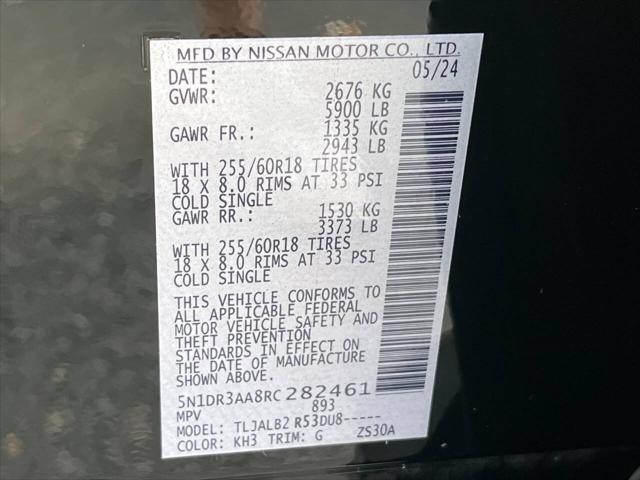 MFD BY NISSAN MOTOR CO., LTD.
DATE: 05/24
GVWR: 2676 KG
5900 LB
GAWR FR.: 1335 KG
2943 LB
WITH 255/60R18 TIRES
18 X 8.0 RIMS AT 33 PSI
COLD SINGLE
GAWR RR.: 1530 KG
3373 LB
WITH 255/60R18 TIRES
18 X 8.0 RIMS AT 33 PSI
COLD SINGLE
THIS VEHICLE CONFORMS TO
ALL APPLICABLE FEDERAL
MOTOR VEHICLE SAFETY AND
THEFT PREVENTION
STANDARDS IN EFFECT ON
THE DATE OF MANUFACTURE
SHOWN ABOVE.
5N1DR3AA8RC282461
MPV 893
MODEL: TLJALB2 R53DU8-----
COLOR: KH3 TRIM: G ZS30A